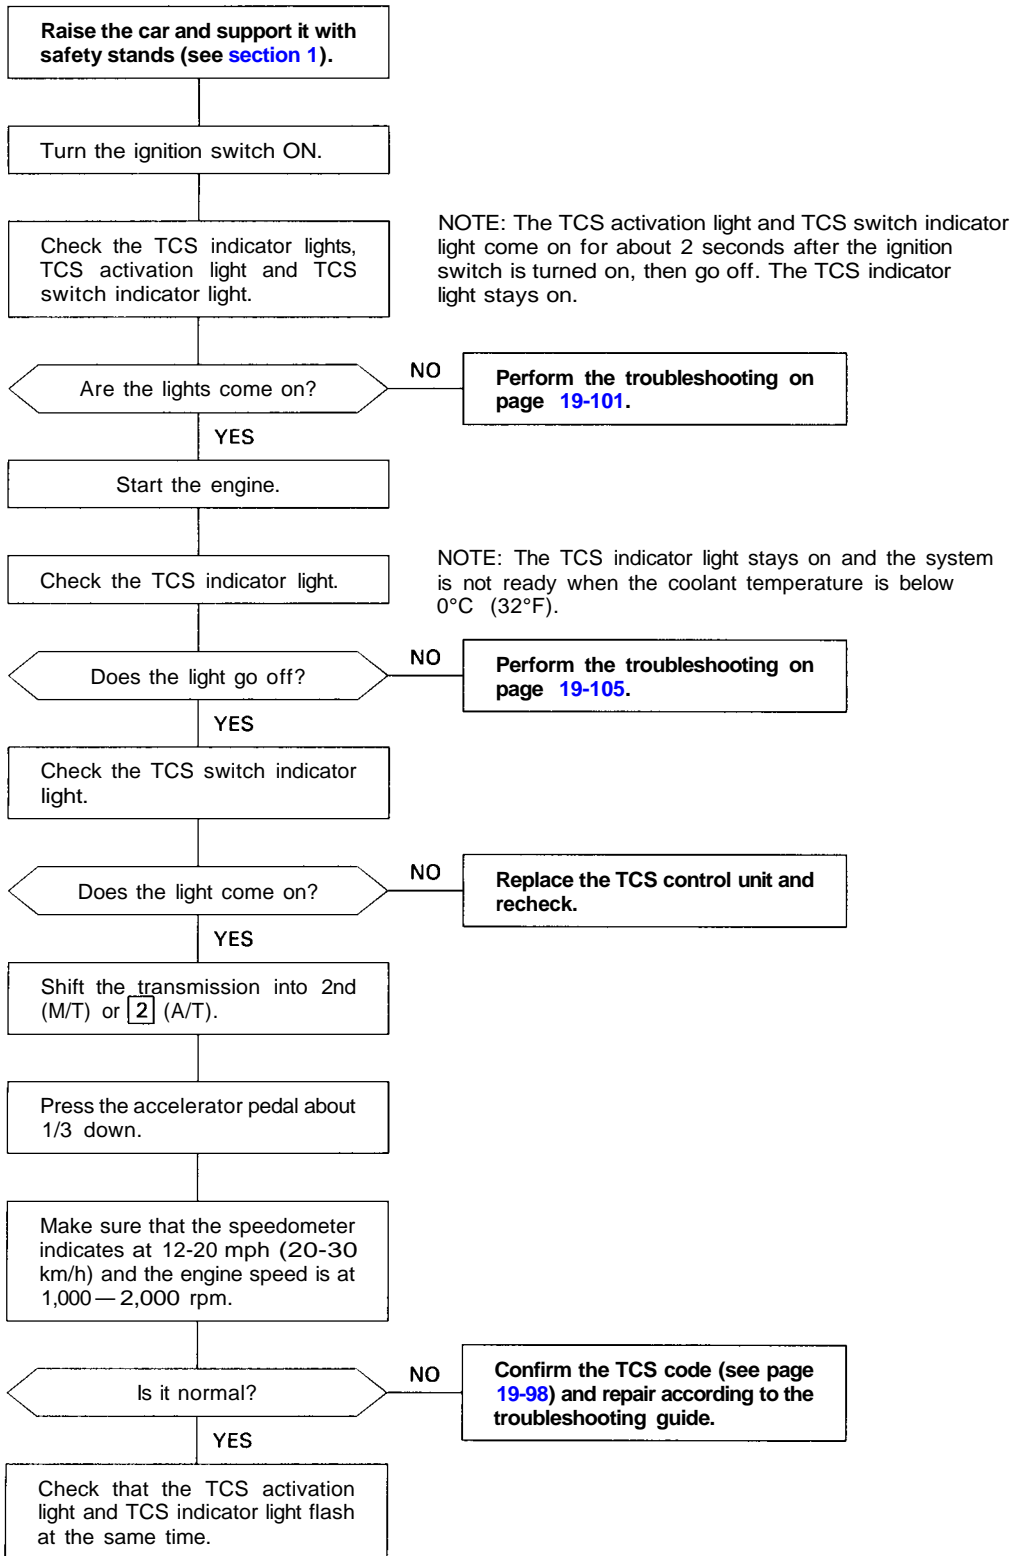 Raise the car and support it with
safety stands (see section 1).
Turn the ignition switch ON.
Check the TCS indicator lights,
TCS activation light and TCS
switch indicator light.
NOTE: The TCS activation light and TCS switch indicator
light come on for about 2 seconds after the ignition
switch is turned on, then go off. The TCS indicator
light stays on.
Are the lights come on?
NO
Perform the troubleshooting on
page 19-101.
YES
Start the engine.
Check the TCS indicator light.
NOTE: The TCS indicator light stays on and the system
is not ready when the coolant temperature is below
0°C (32°F).
Does the light go off?
NO
Perform the troubleshooting on
page 19-105.
YES
Check the TCS switch indicator
light.
Does the light come on?
NO
Replace the TCS control unit and
recheck.
YES
Shift the transmission into 2nd
(M/T) or 2 (A/T).
Press the accelerator pedal about
1/3 down.
Make sure that the speedometer
indicates at 12-20 mph (20-30
km/h) and the engine speed is at
1,000 — 2,000 rpm.
Is it normal?
NO
Confirm the TCS code (see page
19-98) and repair according to the
troubleshooting guide.
YES
Check that the TCS activation
light and TCS indicator light flash
at the same time.